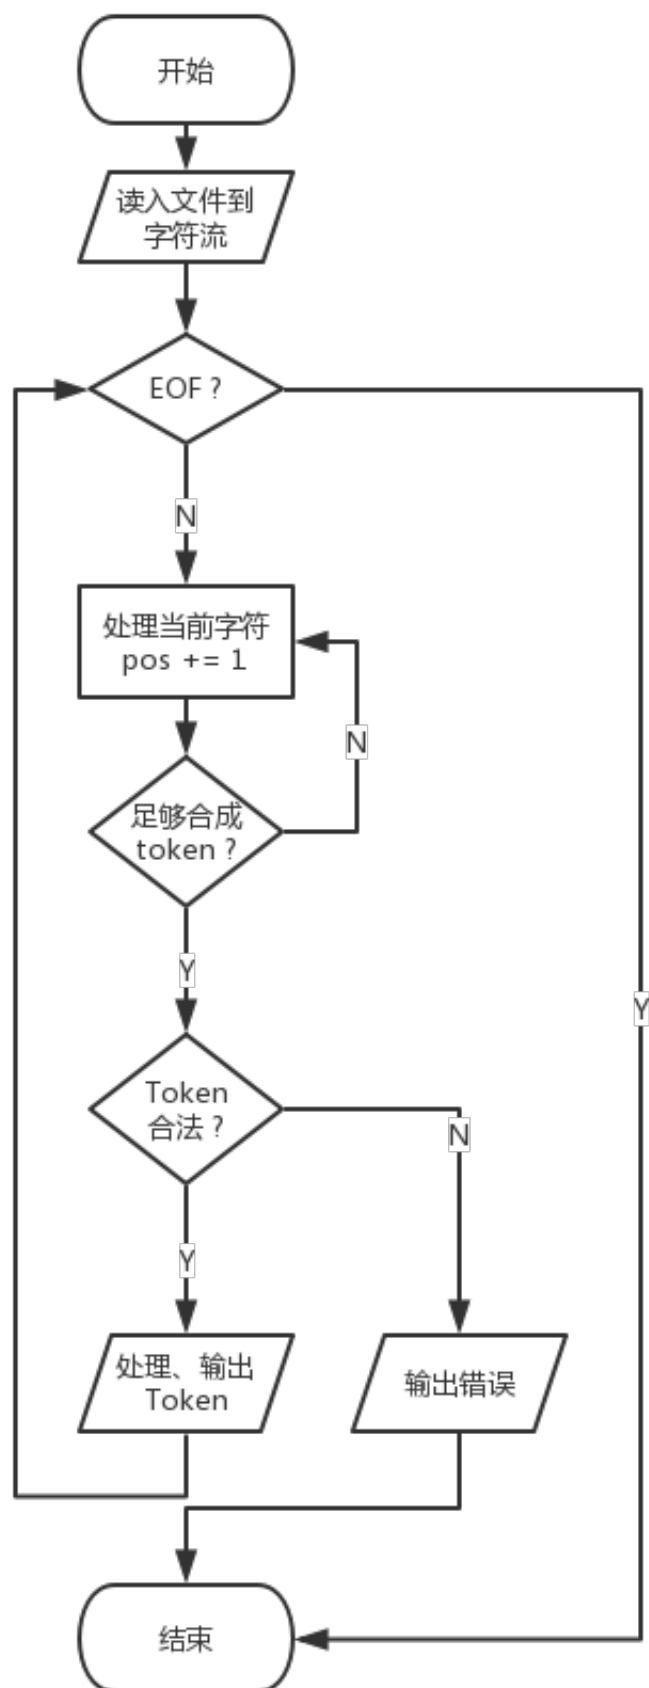 开始
读入文件到
字符流
EOF ?
N
处理当前字符
pos += 1
N
足够合成
token ?
Y
Y
Token
合法 ?
N
Y
处理、输出
Token
输出错误
结束